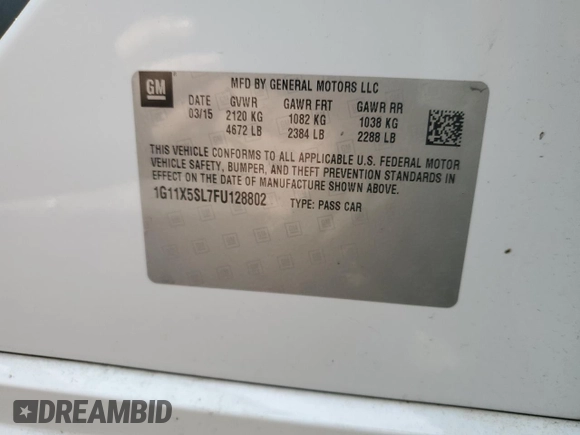 GM
MFD BY GENERAL MOTORS LLC
DATE GVWR GAWR FRT GAWR RR
03/15 2120 KG 1082 KG 1038 KG
4672 LB 2384 LB 2288 LB
THIS VEHICLE CONFORMS TO ALL APPLICABLE U.S. FEDERAL MOTOR
VEHICLE SAFETY, BUMPER, AND THEFT PREVENTION STANDARDS IN
EFFECT ON THE DATE OF MANUFACTURE SHOWN ABOVE.
1G11X5SL7FU128802 TYPE: PASS CAR
DREAMBID